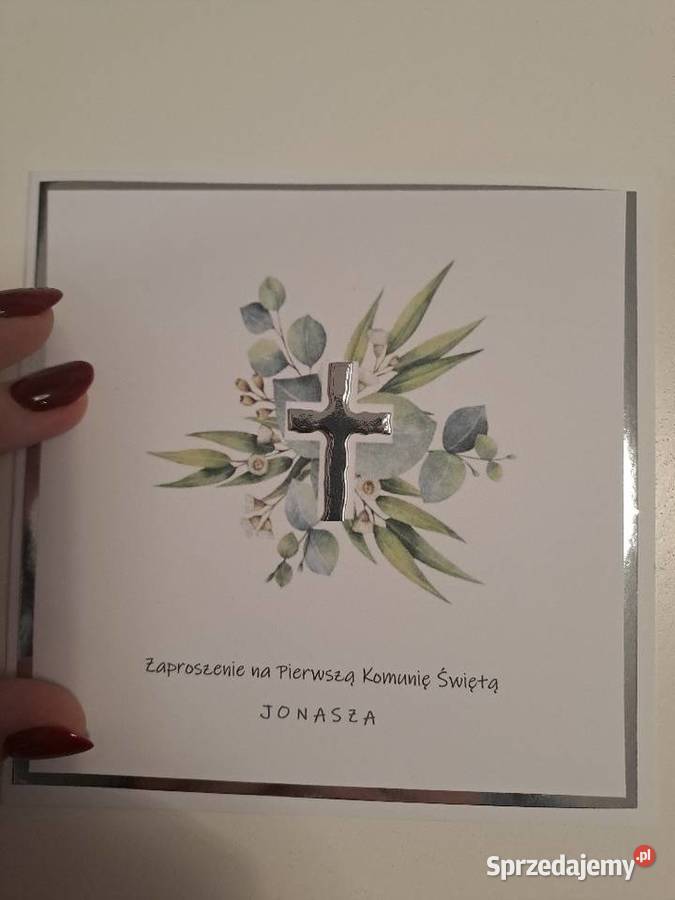 Zaproszenie na Pierwszą Komunię Świętą
JONASZA
Sprzedajemy.pl